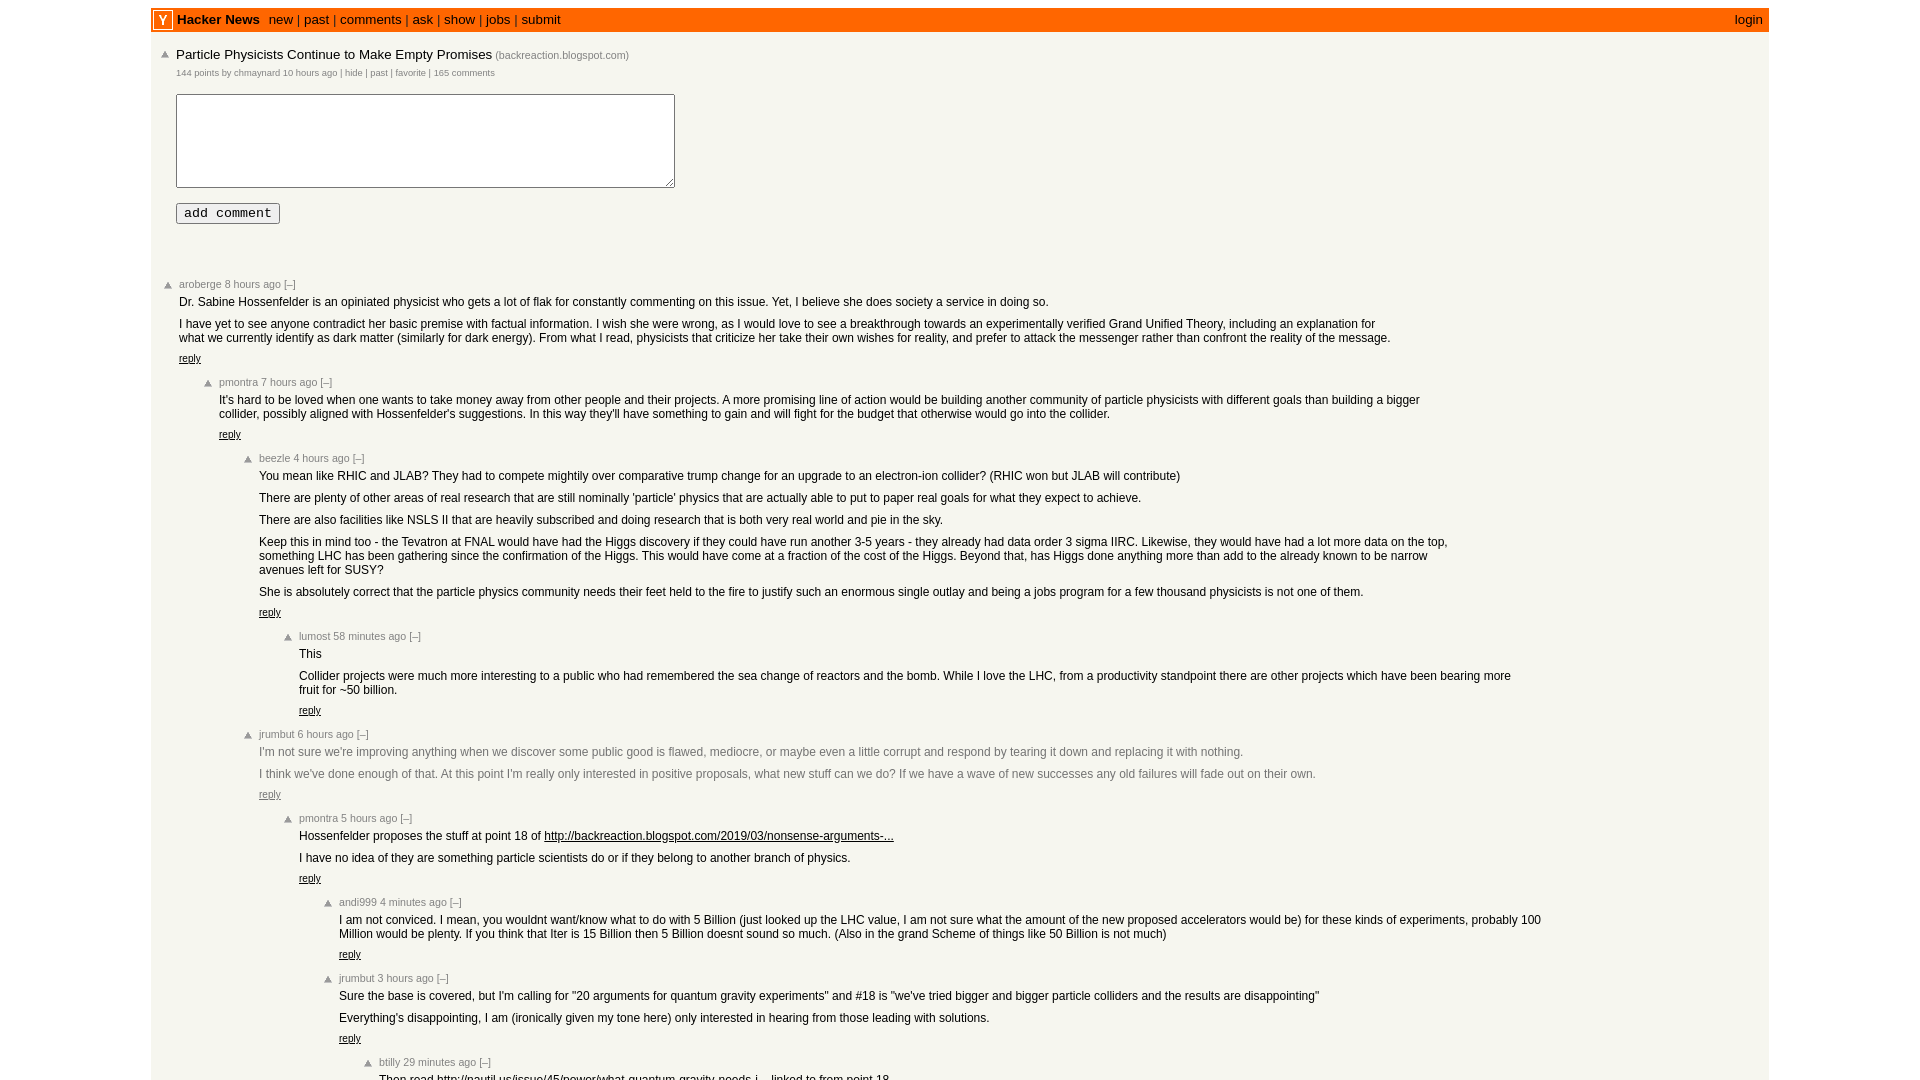 Y Hacker News new | past | comments | ask | show | jobs | submit login
Particle Physicists Continue to Make Empty Promises (backreaction.blogspot.com)
144 points by chmaynard 10 hours ago | hide | past | favorite | 165 comments
add comment
aroberge 8 hours ago [–]
Dr. Sabine Hossenfelder is an opiniated physicist who gets a lot of flak for constantly commenting on this issue. Yet, I believe she does society a service in doing so.
I have yet to see anyone contradict her basic premise with factual information. I wish she were wrong, as I would love to see a breakthrough towards an experimentally verified Grand Unified Theory, including an explanation for
what we currently identify as dark matter (similarly for dark energy). From what I read, physicists that criticize her take their own wishes for reality, and prefer to attack the messenger rather than confront the reality of the message.
reply
pmontra 7 hours ago [–]
It's hard to be loved when one wants to take money away from other people and their projects. A more promising line of action would be building another community of particle physicists with different goals than building a bigger
collider, possibly aligned with Hossenfelder's suggestions. In this way they'll have something to gain and will fight for the budget that otherwise would go into the collider.
reply
beezle 4 hours ago [–]
You mean like RHIC and JLAB? They had to compete mightily over comparative trump change for an upgrade to an electron-ion collider? (RHIC won but JLAB will contribute)
There are plenty of other areas of real research that are still nominally 'particle' physics that are actually able to put to paper real goals for what they expect to achieve.
There are also facilities like NSLS II that are heavily subscribed and doing research that is both very real world and pie in the sky.
Keep this in mind too - the Tevatron at FNAL would have had the Higgs discovery if they could have run another 3-5 years - they already had data order 3 sigma IIRC. Likewise, they would have had a lot more data on the top,
something LHC has been gathering since the confirmation of the Higgs. This would have come at a fraction of the cost of the Higgs. Beyond that, has Higgs done anything more than add to the already known to be narrow
avenues left for SUSY?
She is absolutely correct that the particle physics community needs their feet held to the fire to justify such an enormous single outlay and being a jobs program for a few thousand physicists is not one of them.
reply
lumost 58 minutes ago [–]
This
Collider projects were much more interesting to a public who had remembered the sea change of reactors and the bomb. While I love the LHC, from a productivity standpoint there are other projects which have been bearing more
fruit for ~50 billion.
reply
jrumbut 6 hours ago [–]
I'm not sure we're improving anything when we discover some public good is flawed, mediocre, or maybe even a little corrupt and respond by tearing it down and replacing it with nothing.
I think we've done enough of that. At this point I'm really only interested in positive proposals, what new stuff can we do? If we have a wave of new successes any old failures will fade out on their own.
reply
pmontra 5 hours ago [–]
Hossenfelder proposes the stuff at point 18 of http://backreaction.blogspot.com/2019/03/nonsense-arguments-...
I have no idea of they are something particle scientists do or if they belong to another branch of physics.
reply
andi999 4 minutes ago [–]
I am not conviced. I mean, you wouldnt want/know what to do with 5 Billion (just looked up the LHC value, I am not sure what the amount of the new proposed accelerators would be) for these kinds of experiments, probably 100
Million would be plenty. If you think that Iter is 15 Billion then 5 Billion doesnt sound so much. (Also in the grand Scheme of things like 50 Billion is not much)
reply
jrumbut 3 hours ago [–]
Sure the base is covered, but I'm calling for "20 arguments for quantum gravity experiments" and #18 is "we've tried bigger and bigger particle colliders and the results are disappointing"
Everything's disappointing, I am (ironically given my tone here) only interested in hearing from those leading with solutions.
reply
btilly 29 minutes ago [–]
Then read http://nautil.us/issue/45/power/what-quantum-gravity-needs-i... linked to from point 18.